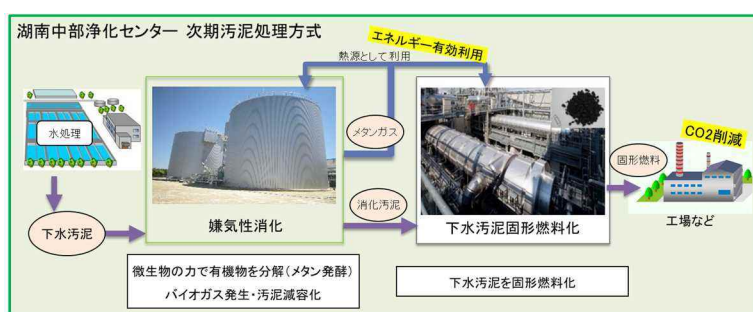 湖南中部浄化センター 次期汚泥処理方式
エネルギー有効利用
熱源として利用
水処理
メタンガス
CO2削減
固形燃料
下水汚泥
消化汚泥
嫌気性消化
下水汚泥固形燃料化
工場など
微生物の力で有機物を分解(メタン発酵)
バイオガス発生・汚泥減容化
下水汚泥を固形燃料化